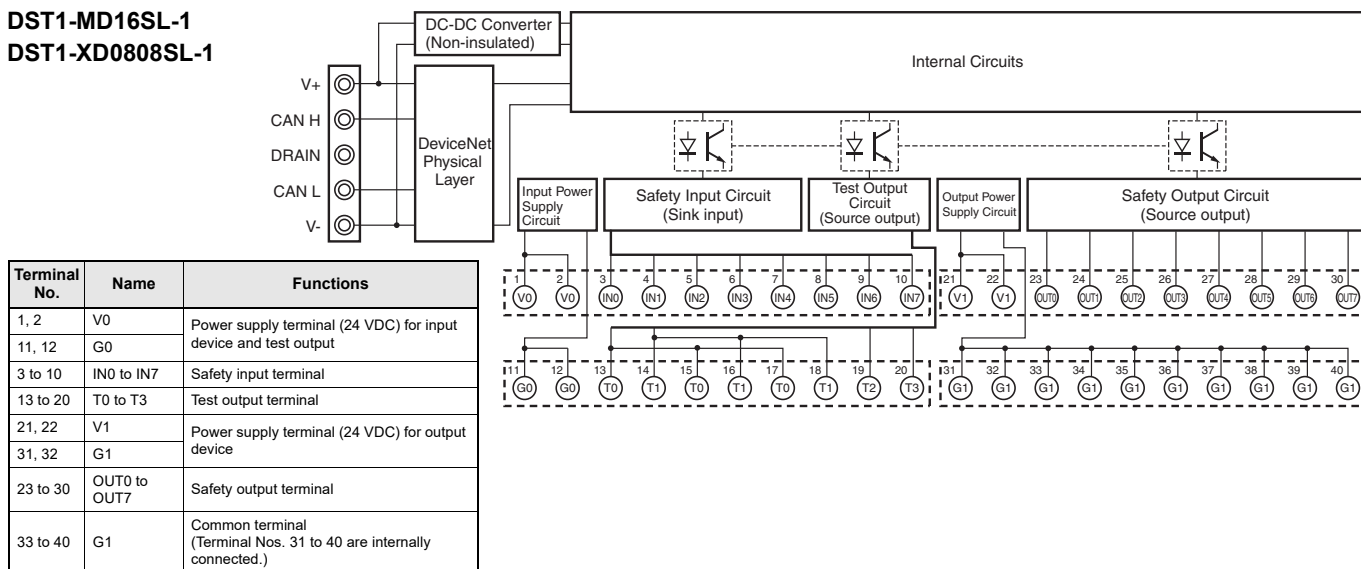 DST1-MD16SL-1
DST1-XD0808SL-1
DC-DC Converter
(Non-insulated)
Internal Circuits
V+
CAN H
DRAIN
CAN L
V-
DeviceNet
Physical
Layer
Input Power
Supply
Circuit
Safety Input Circuit
(Sink input)
Test Output
Circuit
(Source output)
Output Power
Supply Circuit
Safety Output Circuit
(Source output)
1 2 3 4 5 6 7 8 9 10 21 22 23 24 25 26 27 28 29 30
V0 V0 IN0 IN1 IN2 IN3 IN4 IN5 IN6 IN7 V1 V1 OUT0 OUT1 OUT2 OUT3 OUT4 OUT5 OUT6 OUT7
11 12 13 14 15 16 17 18 19 20 31 32 33 34 35 36 37 38 39 40
G0 G0 T0 T1 T0 T1 T0 T1 T2 T3 G1 G1 G1 G1 G1 G1 G1 G1 G1 G1
Terminal
No.
Name
Functions
1, 2
V0
Power supply terminal (24 VDC) for input
device and test output
11, 12
G0
3 to 10
IN0 to IN7
Safety input terminal
13 to 20
T0 to T3
Test output terminal
21, 22
V1
Power supply terminal (24 VDC) for output
device
31, 32
G1
23 to 30
OUT0 to
OUT7
Safety output terminal
33 to 40
G1
Common terminal
(Terminal Nos. 31 to 40 are internally
connected.)